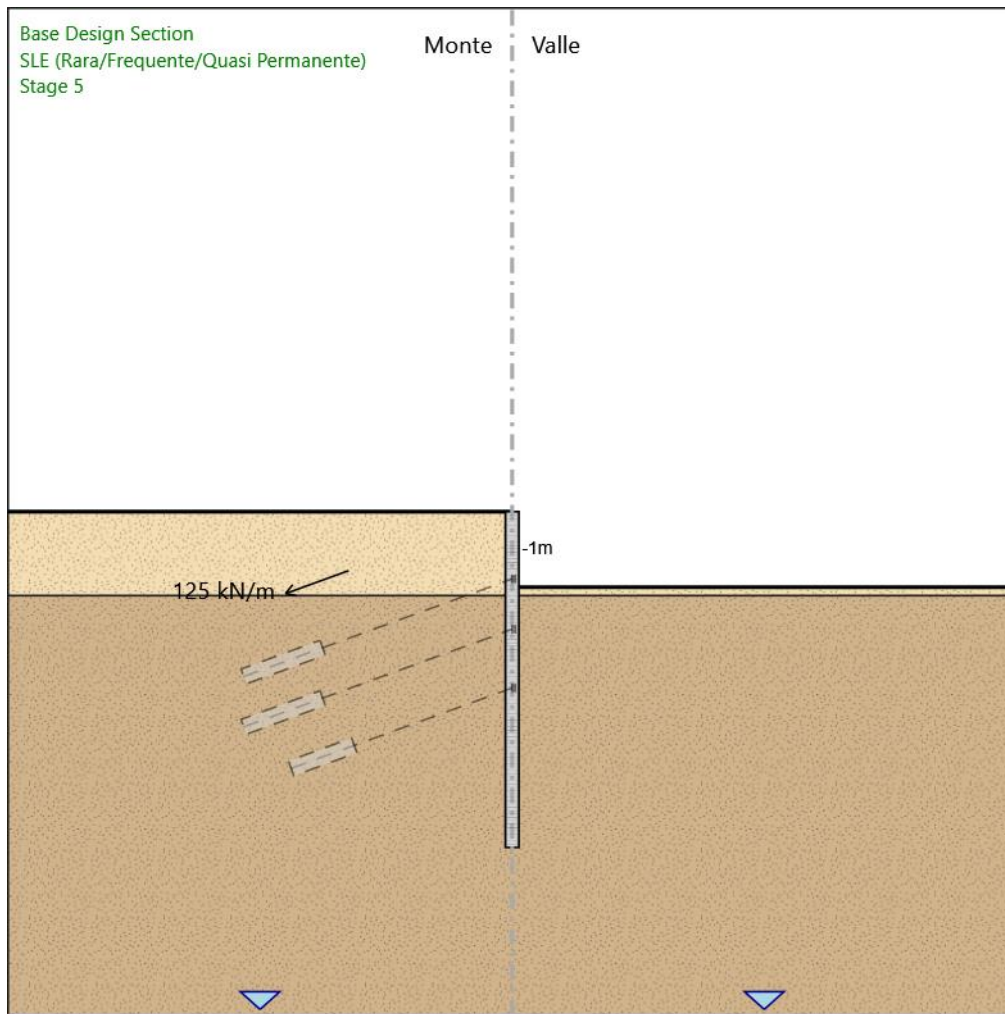 Base Design Section
SLE (Rara/Frequente/Quasi Permanente)
Stage 5
Monte
Valle
-1m
125 kN/m